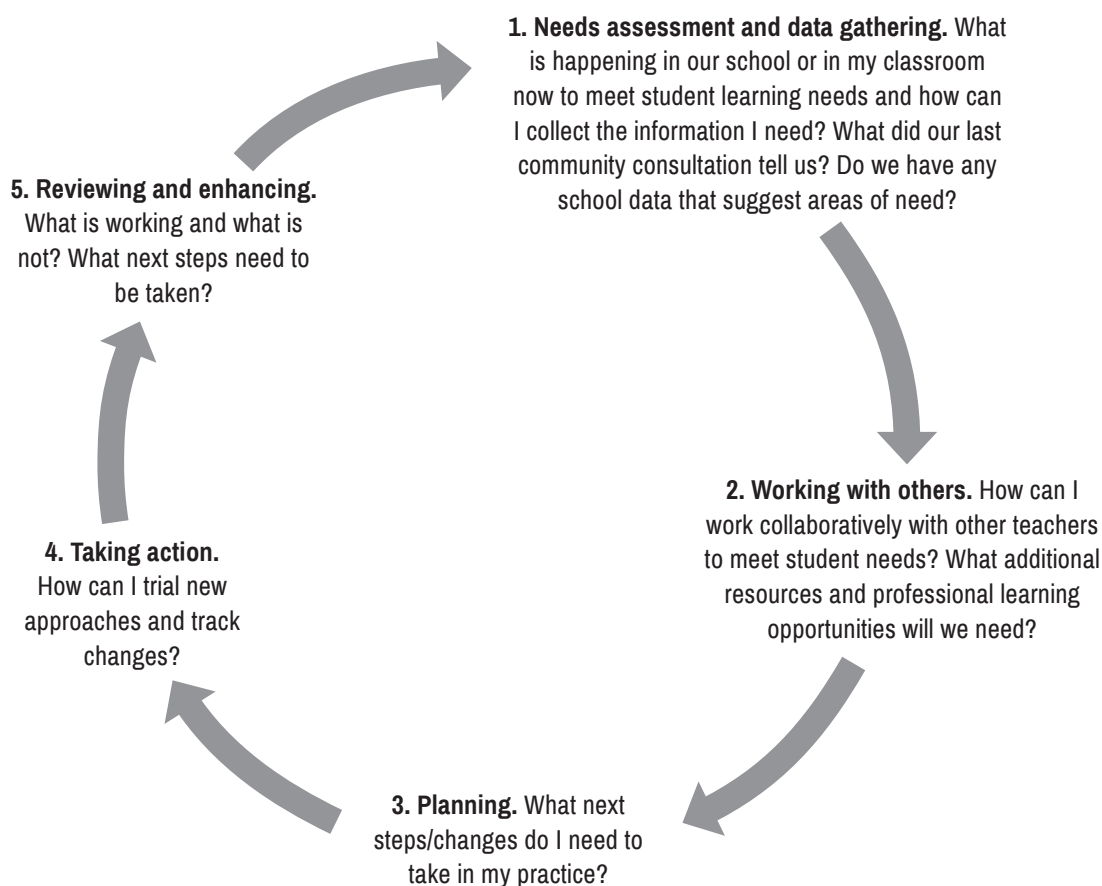 1. Needs assessment and data gathering. What
is happening in our school or in my classroom
now to meet student learning needs and how can
I collect the information I need? What did our last
community consultation tell us? Do we have any
school data that suggest areas of need?
2. Working with others. How can I
work collaboratively with other teachers
to meet student needs? What additional
resources and professional learning
opportunities will we need?
3. Planning. What next
steps/changes do I need to
take in my practice?
4. Taking action.
How can I trial new
approaches and track
changes?
5. Reviewing and enhancing.
What is working and what is
not? What next steps need to
be taken?